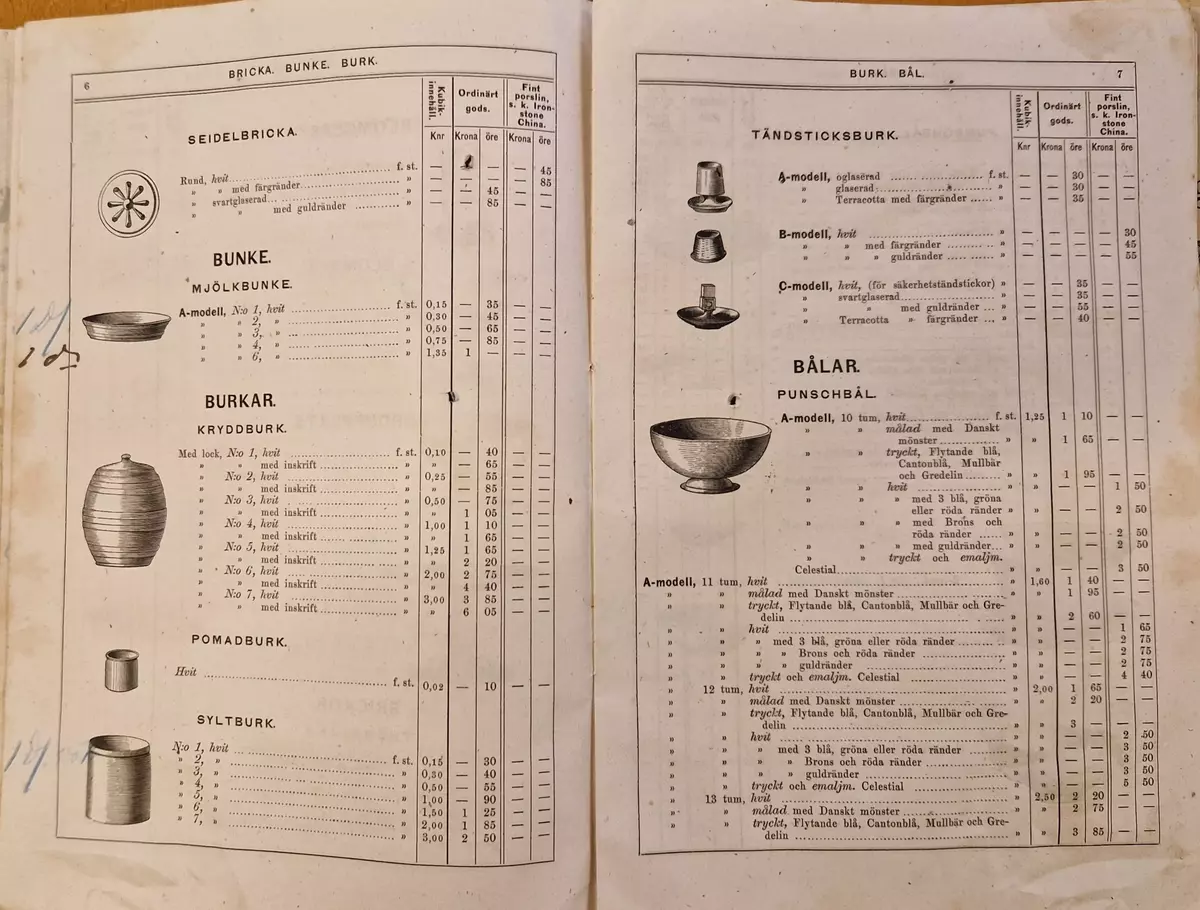 6
BRICKA. BUNKE. BURK.
Kubik-innehåll. Ordinärt gods. Fint porslin, s. k. Iron-stone China.
Knr Krona öre Krona öre
SEIDELBRICKA.
Rund, hvit f. st. — — — — 45
» » med färgränder » — — — — 85
» svartglaserad » — — 45 — —
» » med guldränder » — — 85 — —
BUNKE.
MJÖLKBUNKE.
A-modell, N:o 1, hvit f. st. 0,15 — 35 — —
» » 2, » » 0,30 — 45 — —
» » 3, » » 0,50 — 65 — —
» » 4, » » 0,75 — 85 — —
» » 6, » » 1,35 1 — — —
BURKAR.
KRYDDBURK.
Med lock, N:o 1, hvit f. st. 0,10 — 40 — —
» » med inskrift » » — 65 — —
» N:o 2, hvit » 0,25 — 55 — —
» » med inskrift » » — 85 — —
» N:o 3, hvit » 0,50 — 75 — —
» » med inskrift » » 1 05 — —
» N:o 4, hvit » 1,00 1 10 — —
» » med inskrift » » 1 65 — —
» N:o 5, hvit » 1,25 1 65 — —
» » med inskrift » » 2 20 — —
» N:o 6, hvit » 2,00 2 75 — —
» » med inskrift » » 4 40 — —
» N:o 7, hvit » 3,00 3 85 — —
» » med inskrift » » 6 05 — —
POMADBURK.
Hvit f. st. 0,02 — 10 — —
SYLTBURK.
N:o 1, hvit f. st. 0,15 — 30 — —
» 2, » » 0,30 — 40 — —
» 3, » » 0,50 — 55 — —
» 4, » » 1,00 — 90 — —
» 5, » » 1,50 1 25 — —
» 6, » » 2,00 1 85 — —
» 7, » » 3,00 2 50 — —
BURK. BÅL.
7
Kubik-innehåll. Ordinärt gods. Fint porslin, s. k. Iron-stone China.
Knr Krona öre Krona öre
TÄNDSTICKSBURK.
A-modell, oglaserad f. st. — — 30 — —
» glaserad » — — 30 — —
» Terracotta med färgränder » — — 35 — —
B-modell, hvit » — — — — 30
» » med färgränder » — — — — 45
» » » guldränder » — — — — 55
C-modell, hvit, (för säkerhetständstickor) » — — 35 — —
» svartglaserad » — — 35 — —
» » med guldränder » — — 55 — —
» Terracotta » färgränder » — — 40 — —
BÅLAR.
PUNSCHBÅL.
A-modell, 10 tum, hvit f. st. 1,25 1 10 — —
» » målad med Danskt
mönster » » 1 65 — —
» » tryckt, Flytande blå,
Cantonblå, Mullbär
och Gredelin » » 1 95 — —
» » hvit » » — — 1 50
» » » med 3 blå, gröna
eller röda ränder » » — — 2 50
» » » med Brons och
röda ränder » » — — 2 50
» » » med guldränder » » — — 2 50
» » tryckt och emaljm.
Celestial » » — — 3 50
A-modell, 11 tum, hvit » 1,60 1 40 — —
» » målad med Danskt mönster » » 1 95 — —
» » tryckt, Flytande blå, Cantonblå, Mullbär och Gre-
delin » » 2 60 — —
» » hvit » » — — 1 65
» » » med 3 blå, gröna eller röda ränder » » — — 2 75
» » » » Brons och röda ränder » » — — 2 75
» » » » guldränder » » — — 2 75
» » tryckt och emaljm. Celestial » » — — 4 40
» 12 tum, hvit » 2,00 1 65 — —
» » målad med Danskt mönster » » 2 20 — —
» » tryckt, Flytande blå, Cantonblå, Mullbär och Gre-
delin » » 3 — — —
» » hvit » » — — 2 50
» » » med 3 blå, gröna eller röda ränder » » — — 3 50
» » » » Brons och röda ränder » » — — 3 50
» » » » guldränder » » — — 3 50
» » tryckt och emaljm. Celestial » » — — 5 50
» 13 tum, hvit » 2,50 2 20 — —
» » målad med Danskt mönster » » 2 75 — —
» » tryckt, Flytande blå, Cantonblå, Mullbär och Gre-
delin » » 3 85 — —